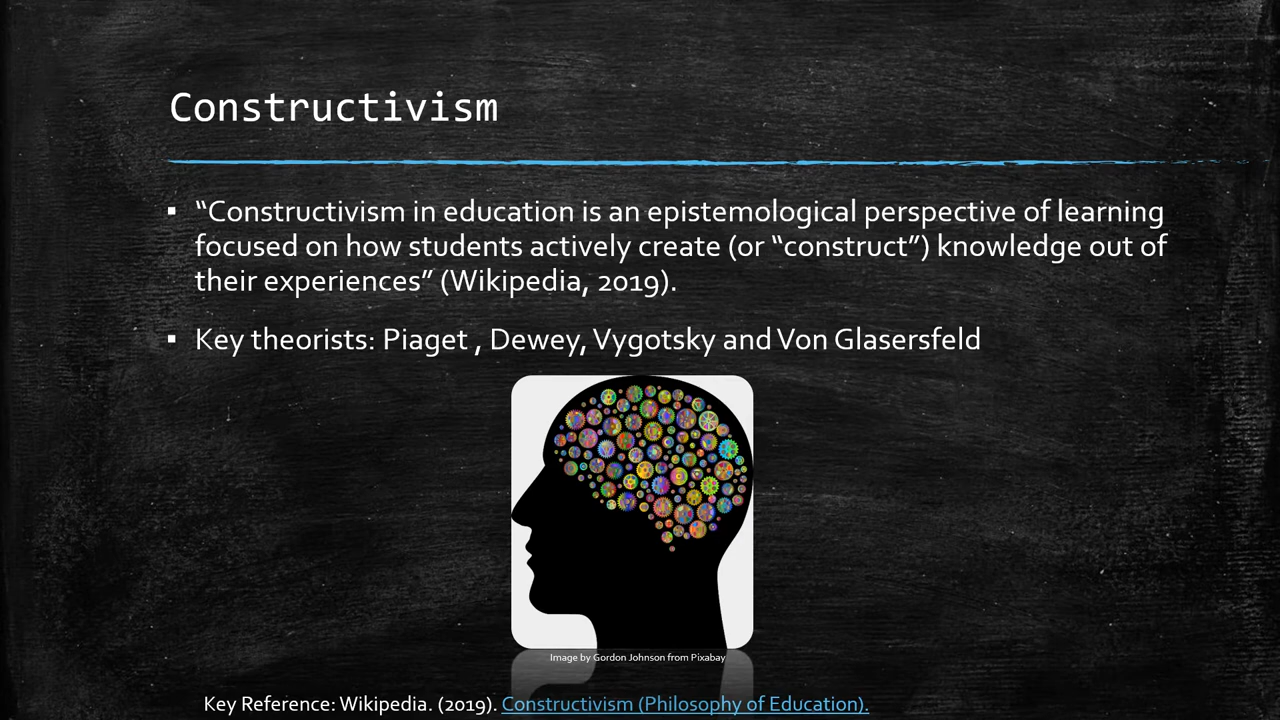 Constructivism
▪ “Constructivism in education is an epistemological perspective of learning
focused on how students actively create (or “construct”) knowledge out of
their experiences” (Wikipedia, 2019).
▪ Key theorists: Piaget , Dewey, Vygotsky and Von Glasersfeld
Image by Gordon Johnson from Pixabay
Key Reference: Wikipedia. (2019). Constructivism (Philosophy of Education).